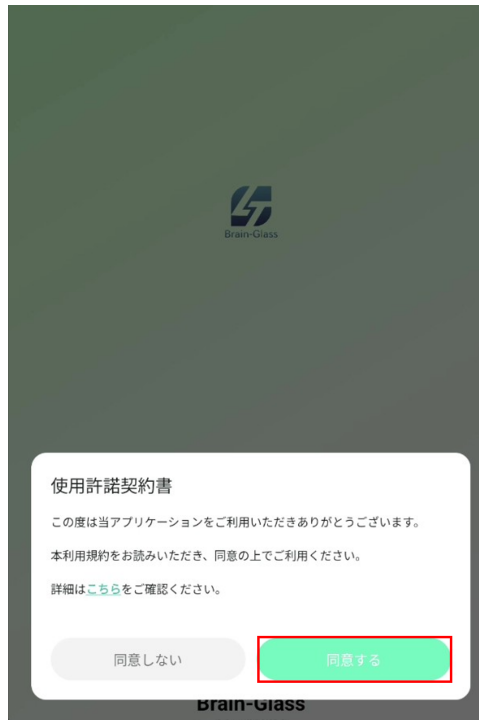 Brain-Glass
使用許諾契約書
この度は当アプリケーションをご利用いただきありがとうございます。
本利用規約をお読みいただき、同意の上でご利用ください。
詳細はこちらをご確認ください。
同意しない
同意する
Brain-Glass